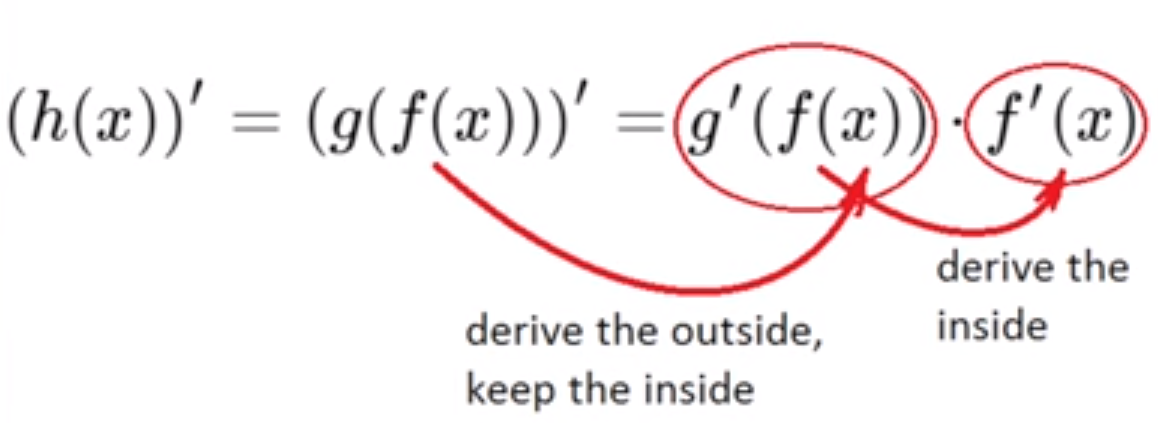 (h(x))′ = (g(f(x)))′ = g′(f(x)) · f′(x)
derive the outside,
keep the inside
derive the
inside